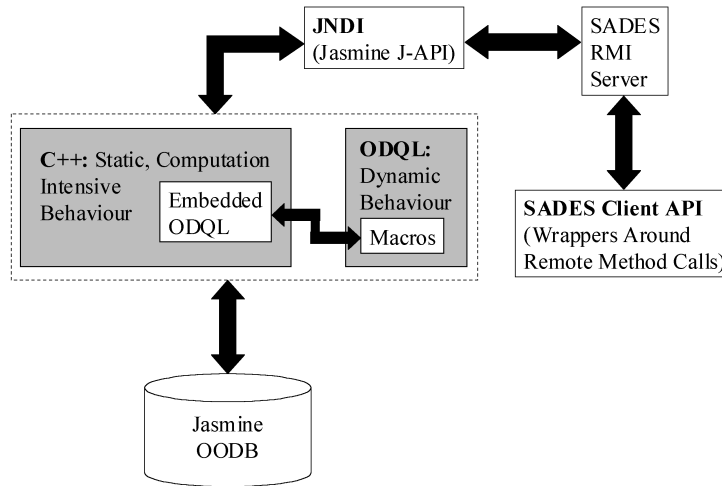 JNDI
(Jasmine J-API)
SADES
RMI
Server
C++: Static, Computation
Intensive
Behaviour
Embedded
ODQL
ODQL:
Dynamic
Behaviour
Macros
SADES Client API
(Wrappers Around
Remote Method Calls)
Jasmine
OODB